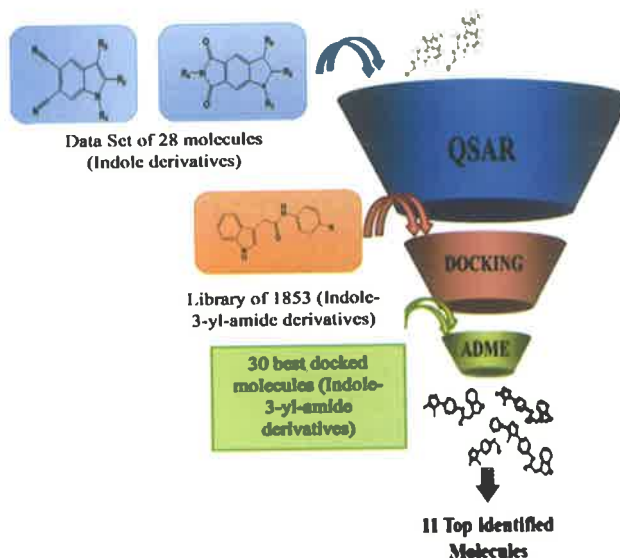 Data Set of 28 molecules
(Indole derivatives)
QSAR
Library of 1853 (Indole-
3-yl-amide derivatives)
DOCKING
30 best docked
molecules (Indole-
3-yl-amide
derivatives)
ADME
11 Top Identified
Molecules